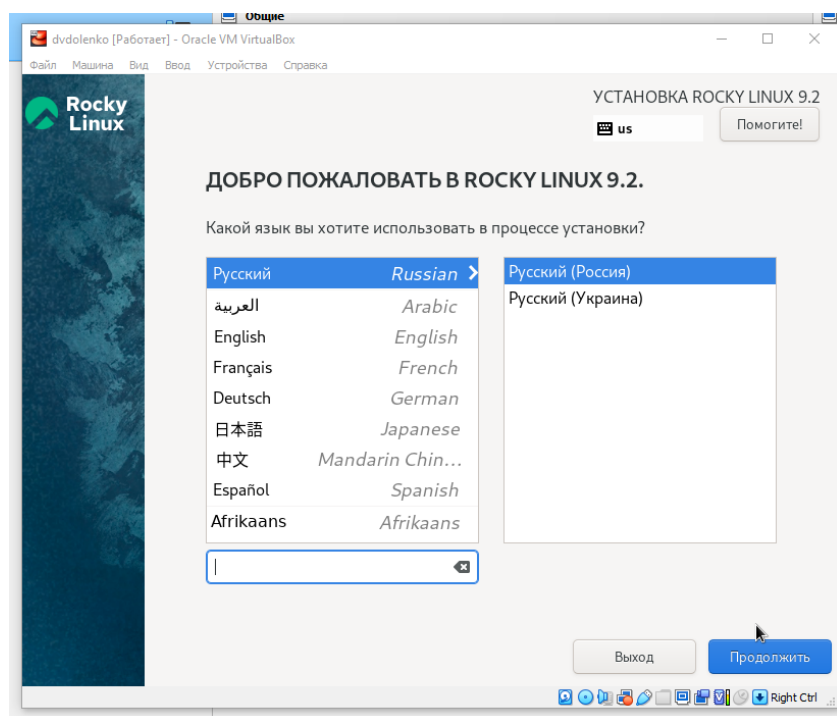 Общие
dvdolenko [Работает] - Oracle VM VirtualBox
Файл Машина Вид Ввод Устройства Справка
Rocky
Linux
УСТАНОВКА ROCKY LINUX 9.2
us
Помогите!
ДОБРО ПОЖАЛОВАТЬ В ROCKY LINUX 9.2.
Какой язык вы хотите использовать в процессе установки?
Русский Russian
العربية Arabic
English English
Français French
Deutsch German
日本語 Japanese
中文 Mandarin Chin...
Español Spanish
Afrikaans Afrikaans
Русский (Россия)
Русский (Украина)
Выход
Продолжить
Right Ctrl